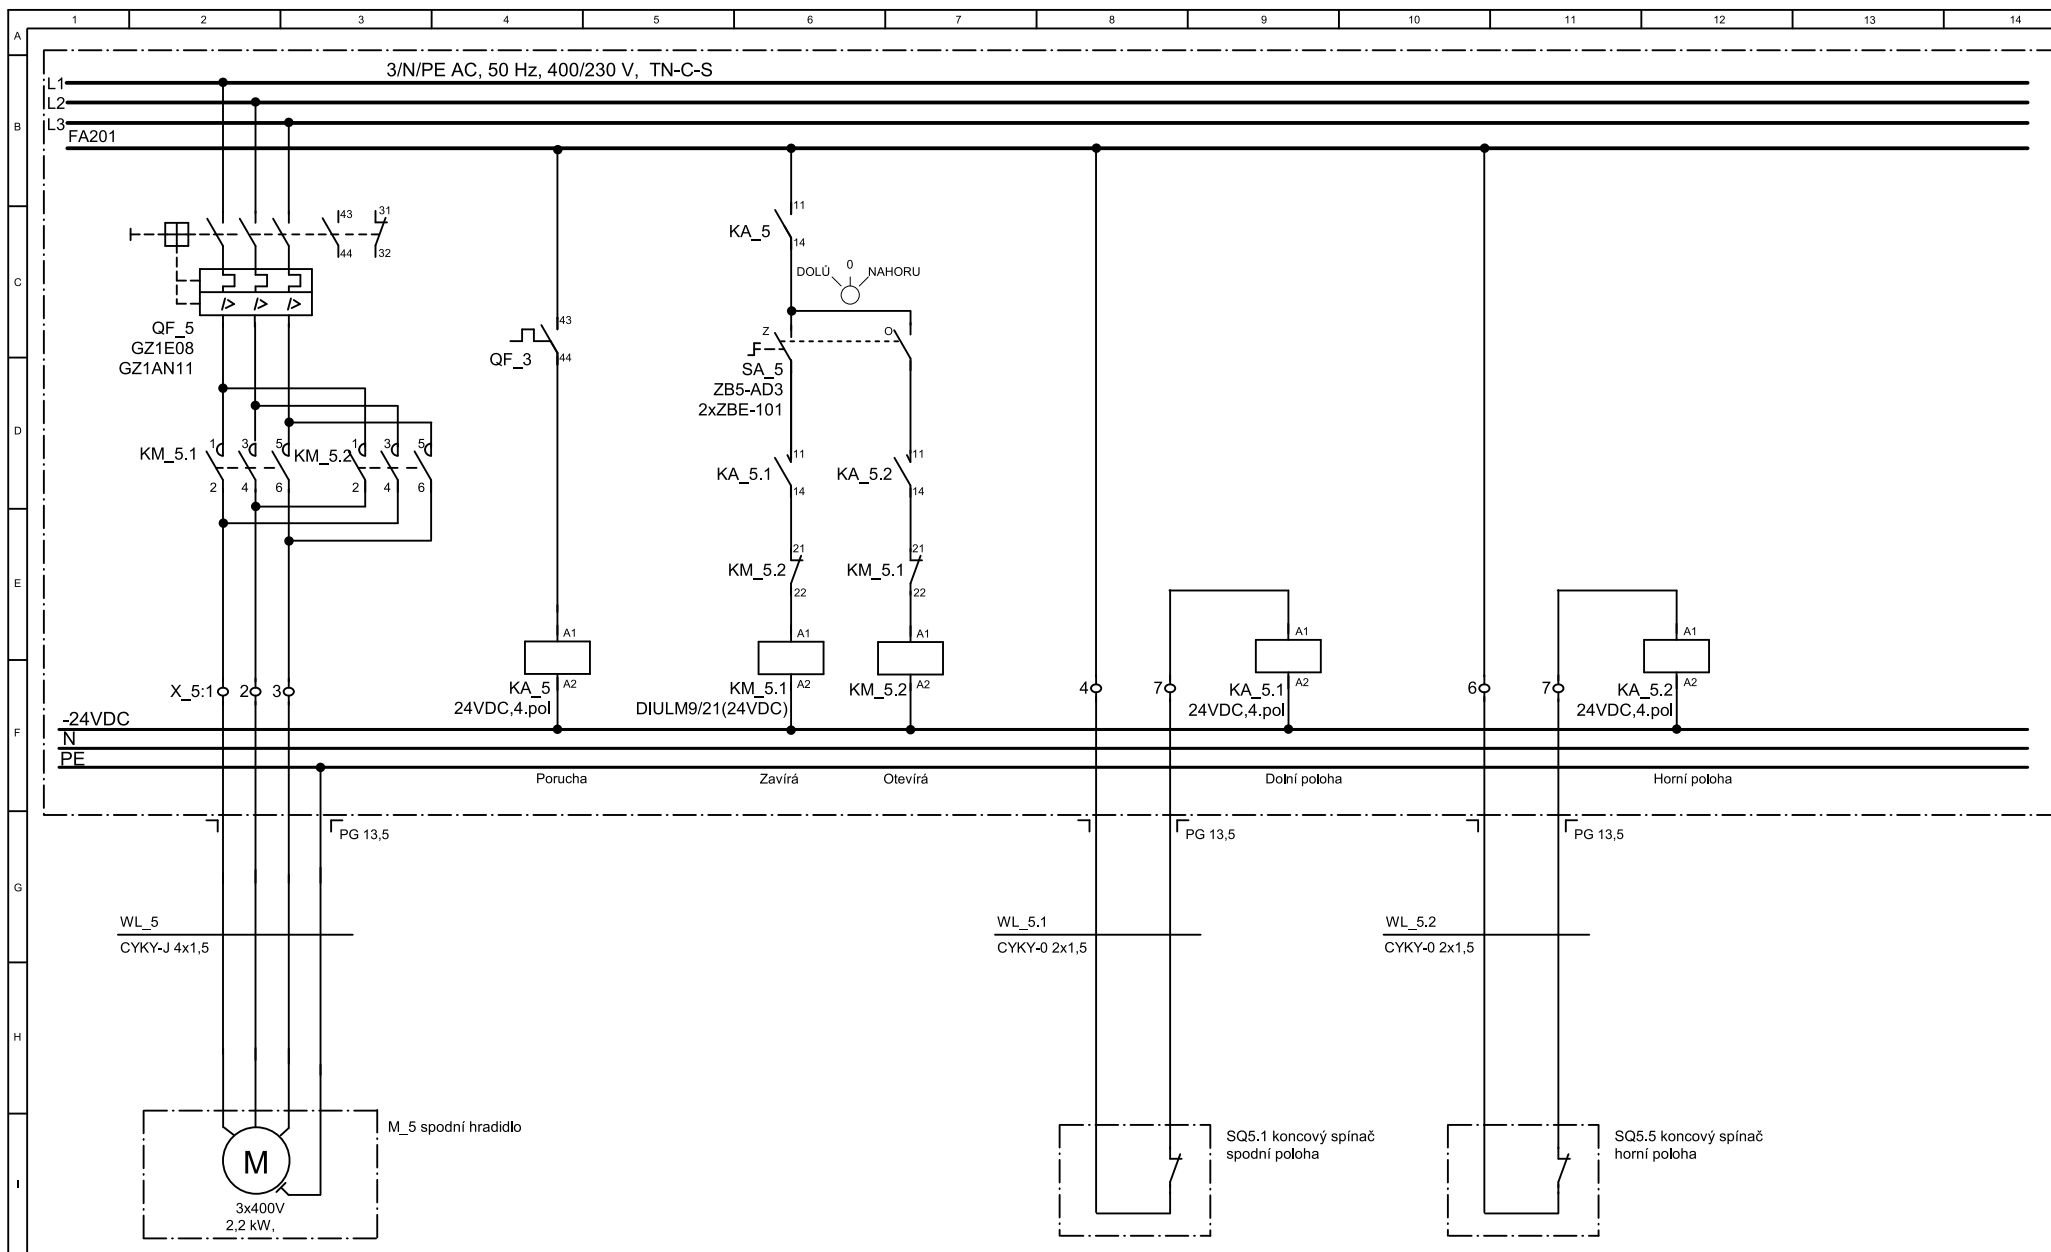 1 2 3 4 5 6 7 8 9 10 11 12 13 14
A
3/N/PE AC, 50 Hz, 400/230 V, TN-C-S
L1
L2
B
L3
FA201
43 31
11
KA_5
14
44 32
C
DOLŮ 0 NAHORU
QF_5
GZ1E08
GZ1AN11
43
QF_3
44
Z O
SA_5
ZB5-AD3
2xZBE-101
D
1 3 5 1 3 5
KM_5.1 KM_5.2
2 4 6 2 4 6
11 11
KA_5.1 KA_5.2
14 14
E
21 21
KM_5.2 KM_5.1
22 22
A1 A1 A1 A1 A1
X_5:1 2 3
KA_5 A2
24VDC,4.pol
KM_5.1 A2
DIULM9/21(24VDC)
KM_5.2 A2
4 7
KA_5.1 A2
24VDC,4.pol
6 7
KA_5.2 A2
24VDC,4.pol
-24VDC
F
N
PE
Porucha Zavírá Otevírá Dolní poloha Horní poloha
PG 13,5 PG 13,5 PG 13,5
G
WL_5
CYKY-J 4x1,5
WL_5.1
CYKY-0 2x1,5
WL_5.2
CYKY-0 2x1,5
H
M_5 spodní hradidlo
M
3x400V
2,2 kW,
SQ5.1 koncový spínač
spodní poloha
SQ5.5 koncový spínač
horní poloha
I